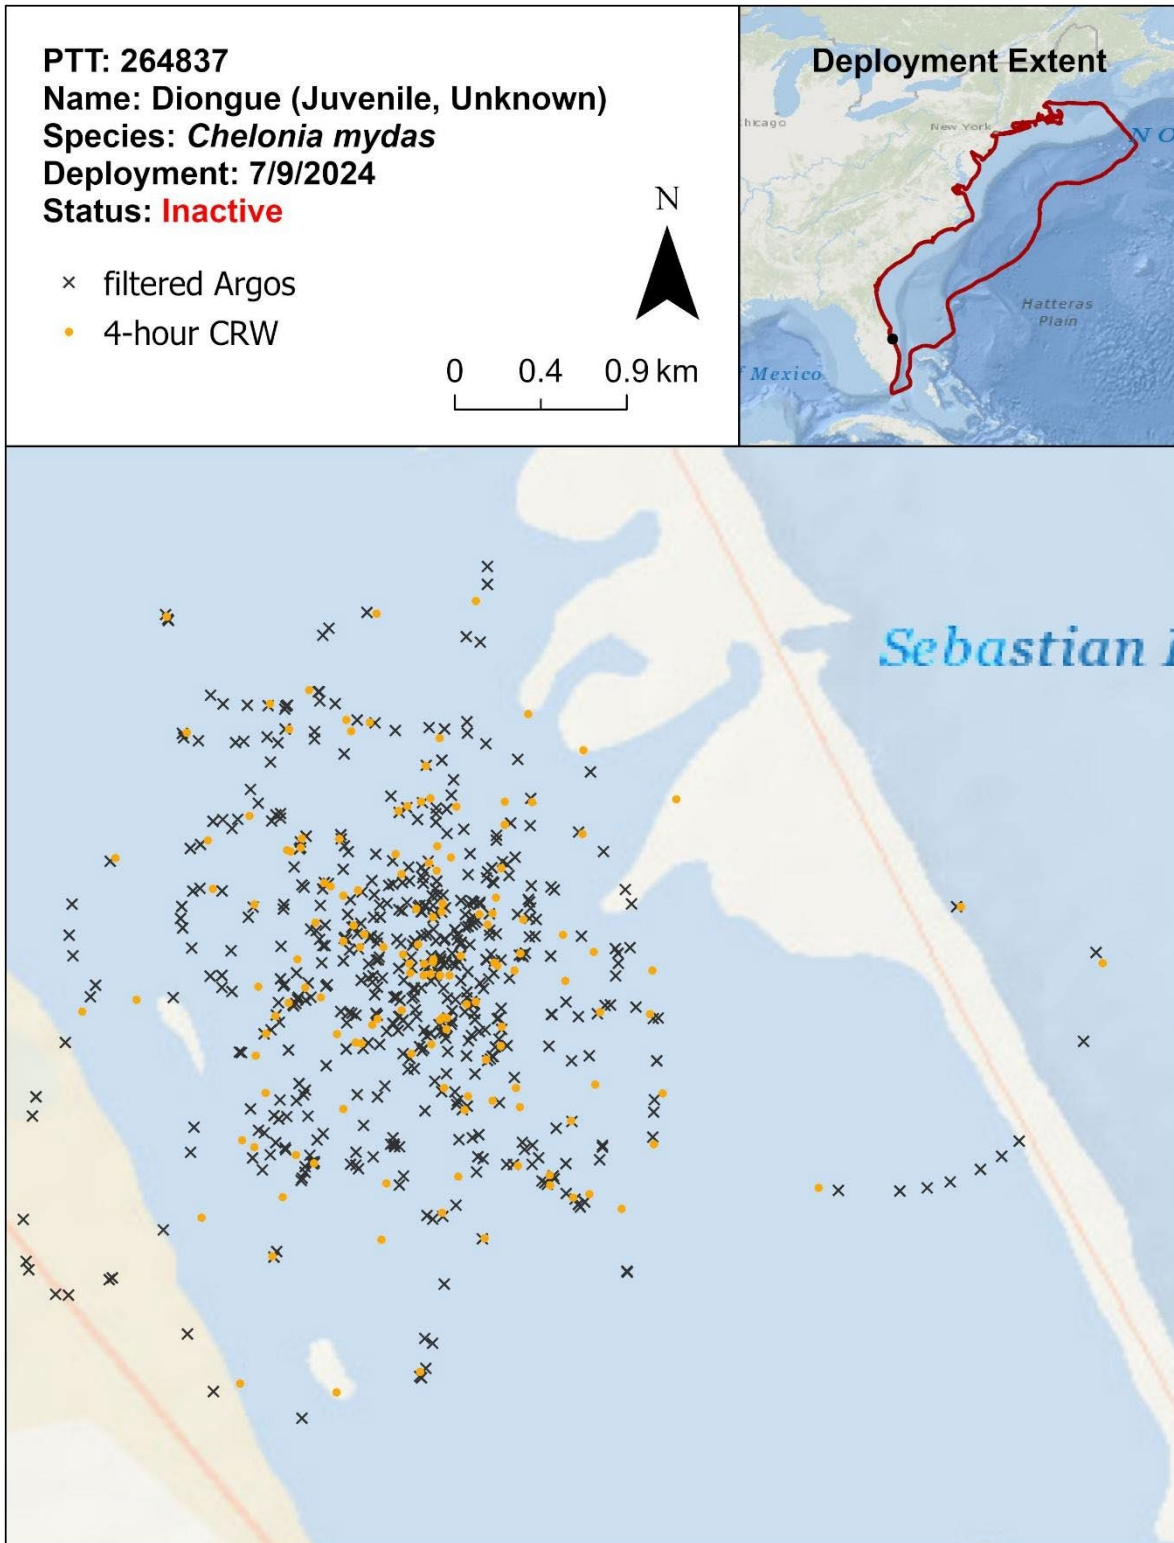 PTT: 264837
Name: Diongue (Juvenile, Unknown)
Species: Chelonia mydas
Deployment: 7/9/2024
Status: Inactive
filtered Argos
4-hour CRW
N
0 0.4 0.9 km
Deployment Extent
hicago
New York
N O
Hatteras
Plain
f Mexico
Sebastian I